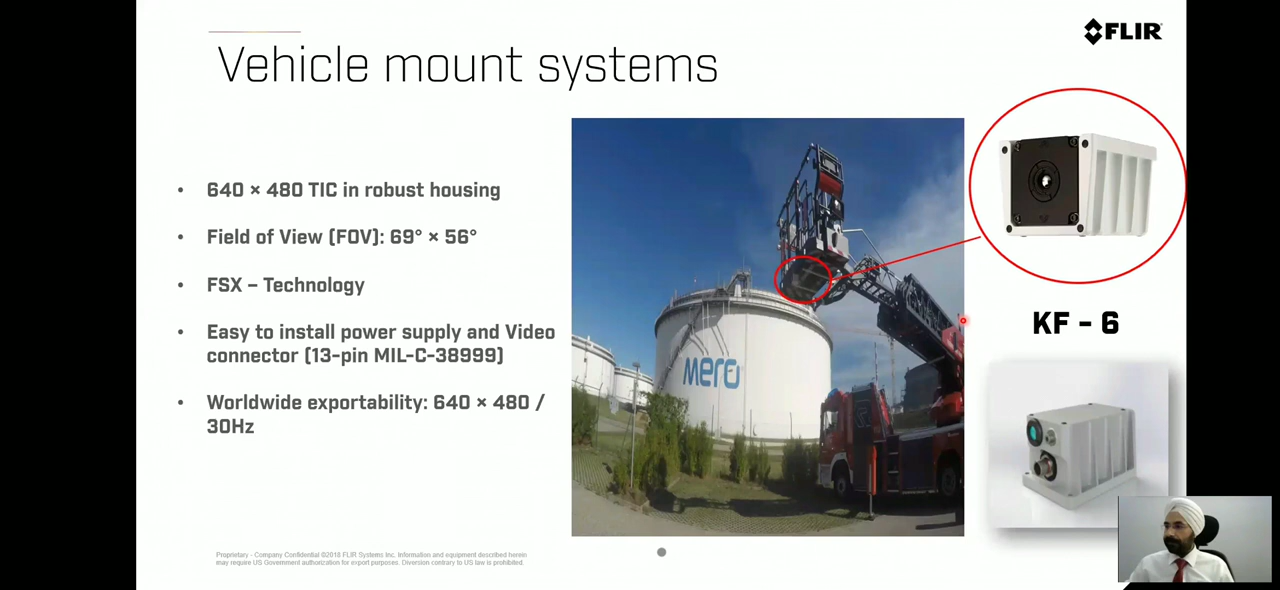 FLIR
Vehicle mount systems
• 640 × 480 TIC in robust housing
• Field of View (FOV): 69° × 56°
• FSX – Technology
• Easy to install power supply and Video
connector (13-pin MIL-C-38999)
• Worldwide exportability: 640 × 480 /
30Hz
mero
KF - 6
Proprietary - Company Confidential ©2018 FLIR Systems Inc. Information and equipment described herein
may require US Government authorization for export purposes. Diversion contrary to US law is prohibited.